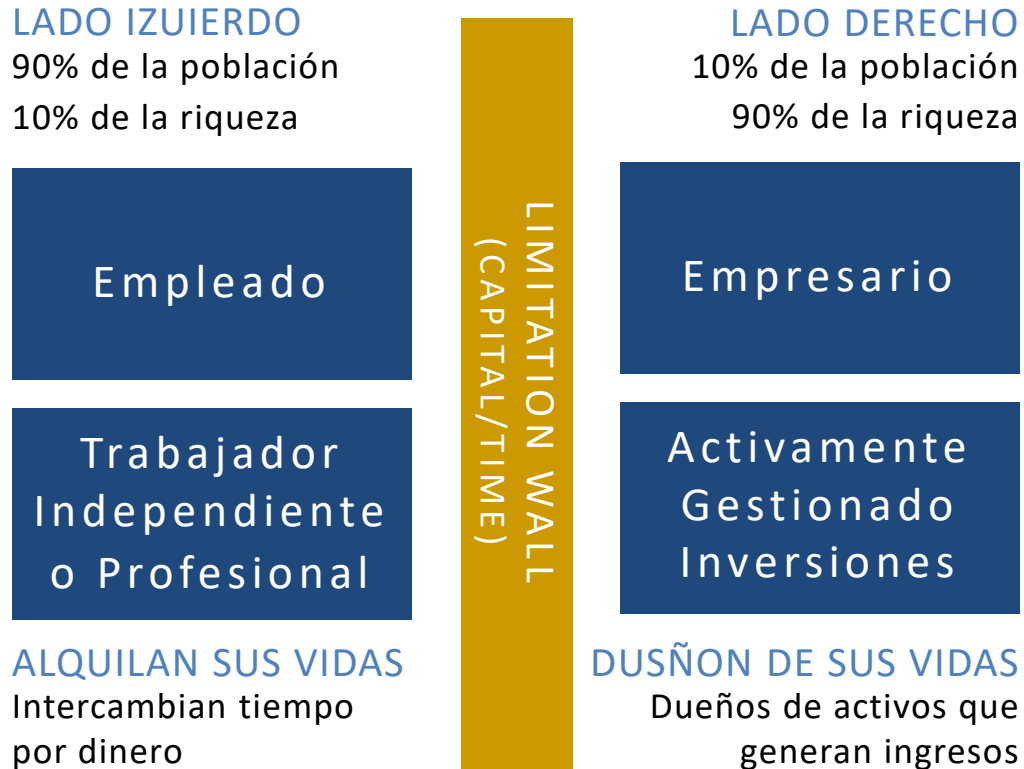 LADO IZUIERDO
90% de la población
10% de la riqueza
Empleado
Trabajador
Independiente
o Profesional
ALQUILAN SUS VIDAS
Intercambian tiempo
por dinero
LIMITATION WALL
(CAPITAL/TIME)
LADO DERECHO
10% de la población
90% de la riqueza
Empresario
Activamente
Gestionado
Inversiones
DUSÑON DE SUS VIDAS
Dueños de activos que
generan ingresos